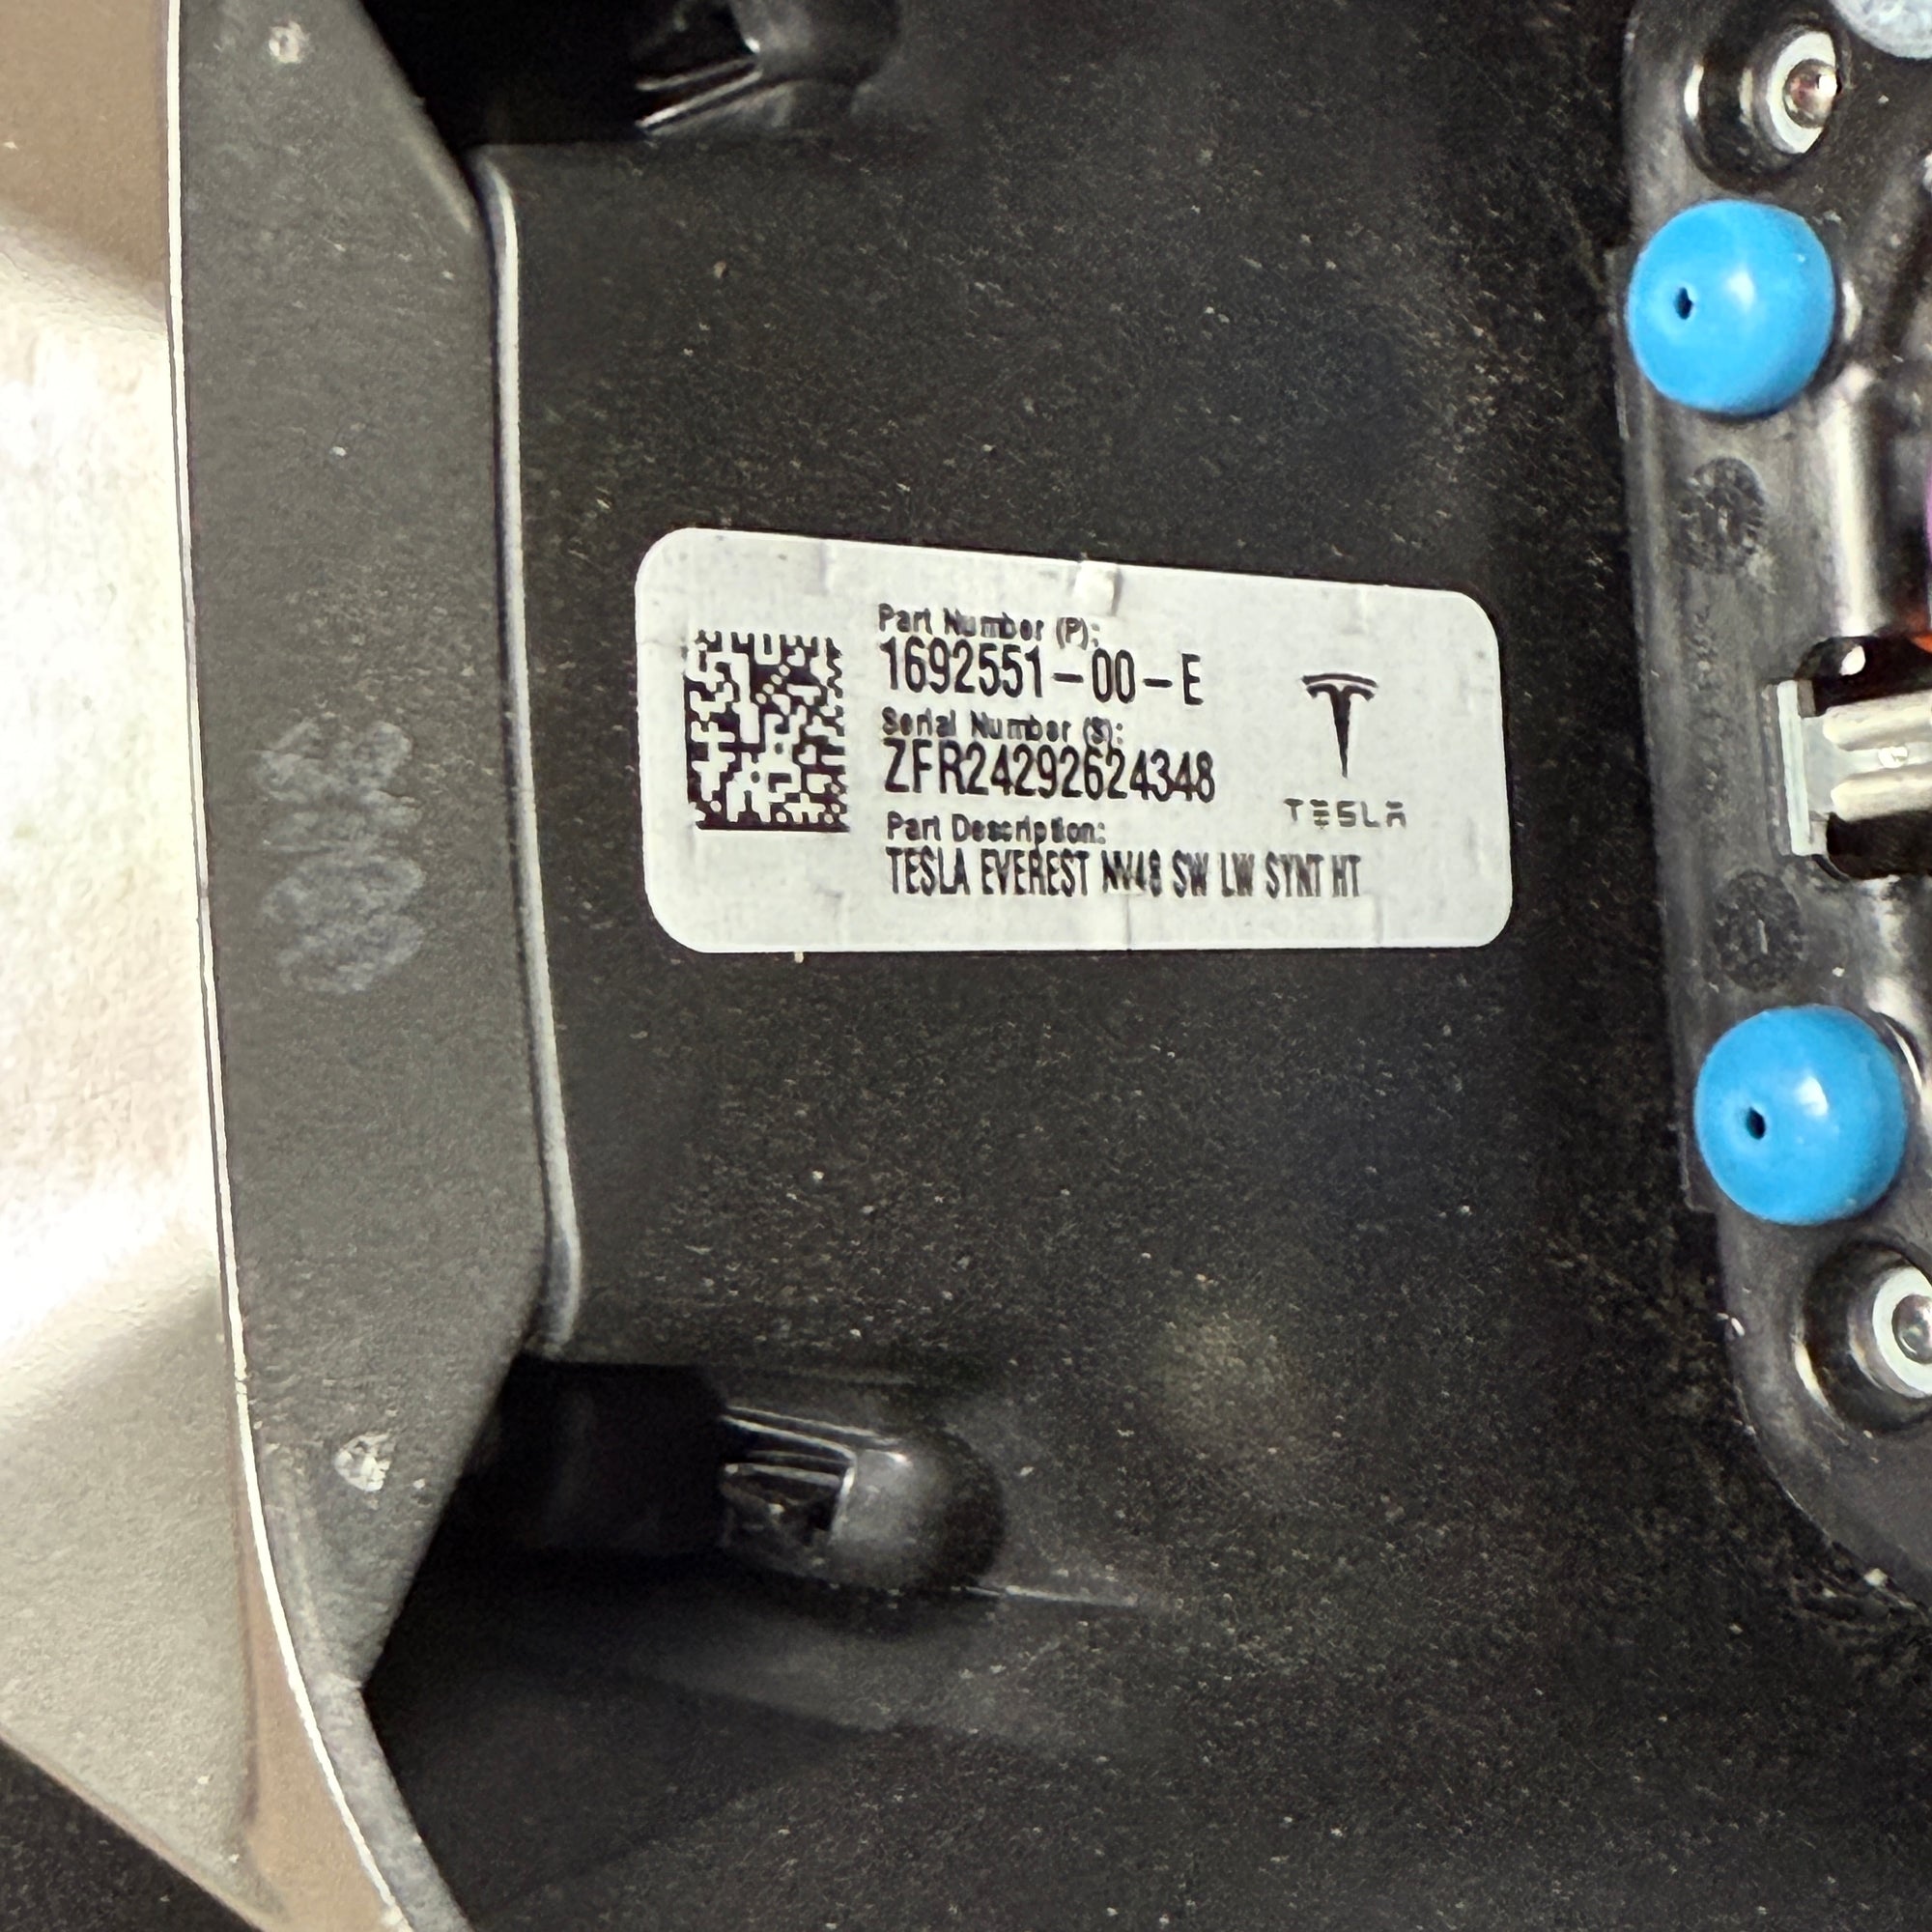 Part Number (P):
1692551-00-E
Serial Number (S):
ZFR24292624348
Part Description:
TESLA EVEREST NV48 SW LW SYNT HT
TESLA